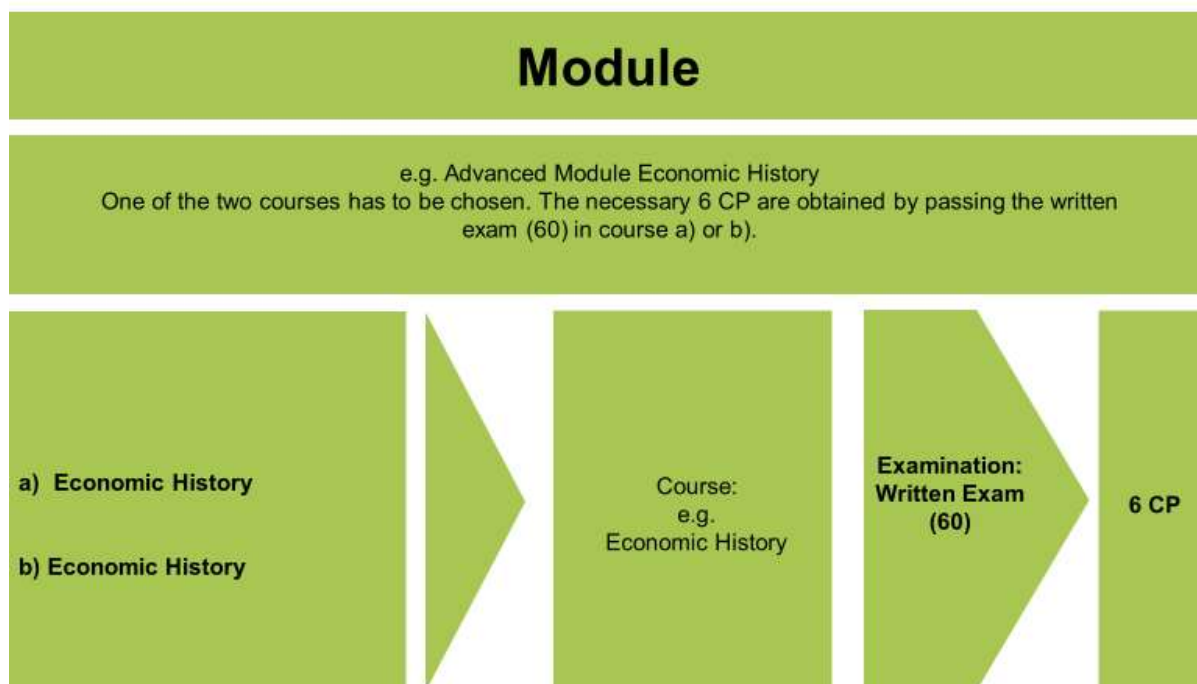 Module
e.g. Advanced Module Economic History
One of the two courses has to be chosen. The necessary 6 CP are obtained by passing the written
exam (60) in course a) or b).
a) Economic History
b) Economic History
Course:
e.g.
Economic History
Examination:
Written Exam
(60)
6 CP